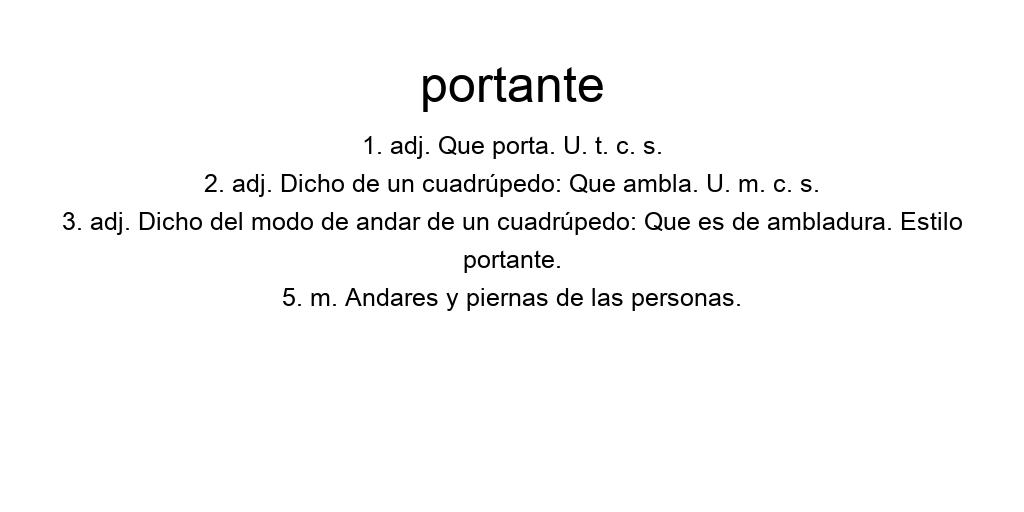 portante
1. adj. Que porta. U. t. c. s.
2. adj. Dicho de un cuadrúpedo: Que ambla. U. m. c. s.
3. adj. Dicho del modo de andar de un cuadrúpedo: Que es de ambladura. Estilo
portante.
5. m. Andares y piernas de las personas.